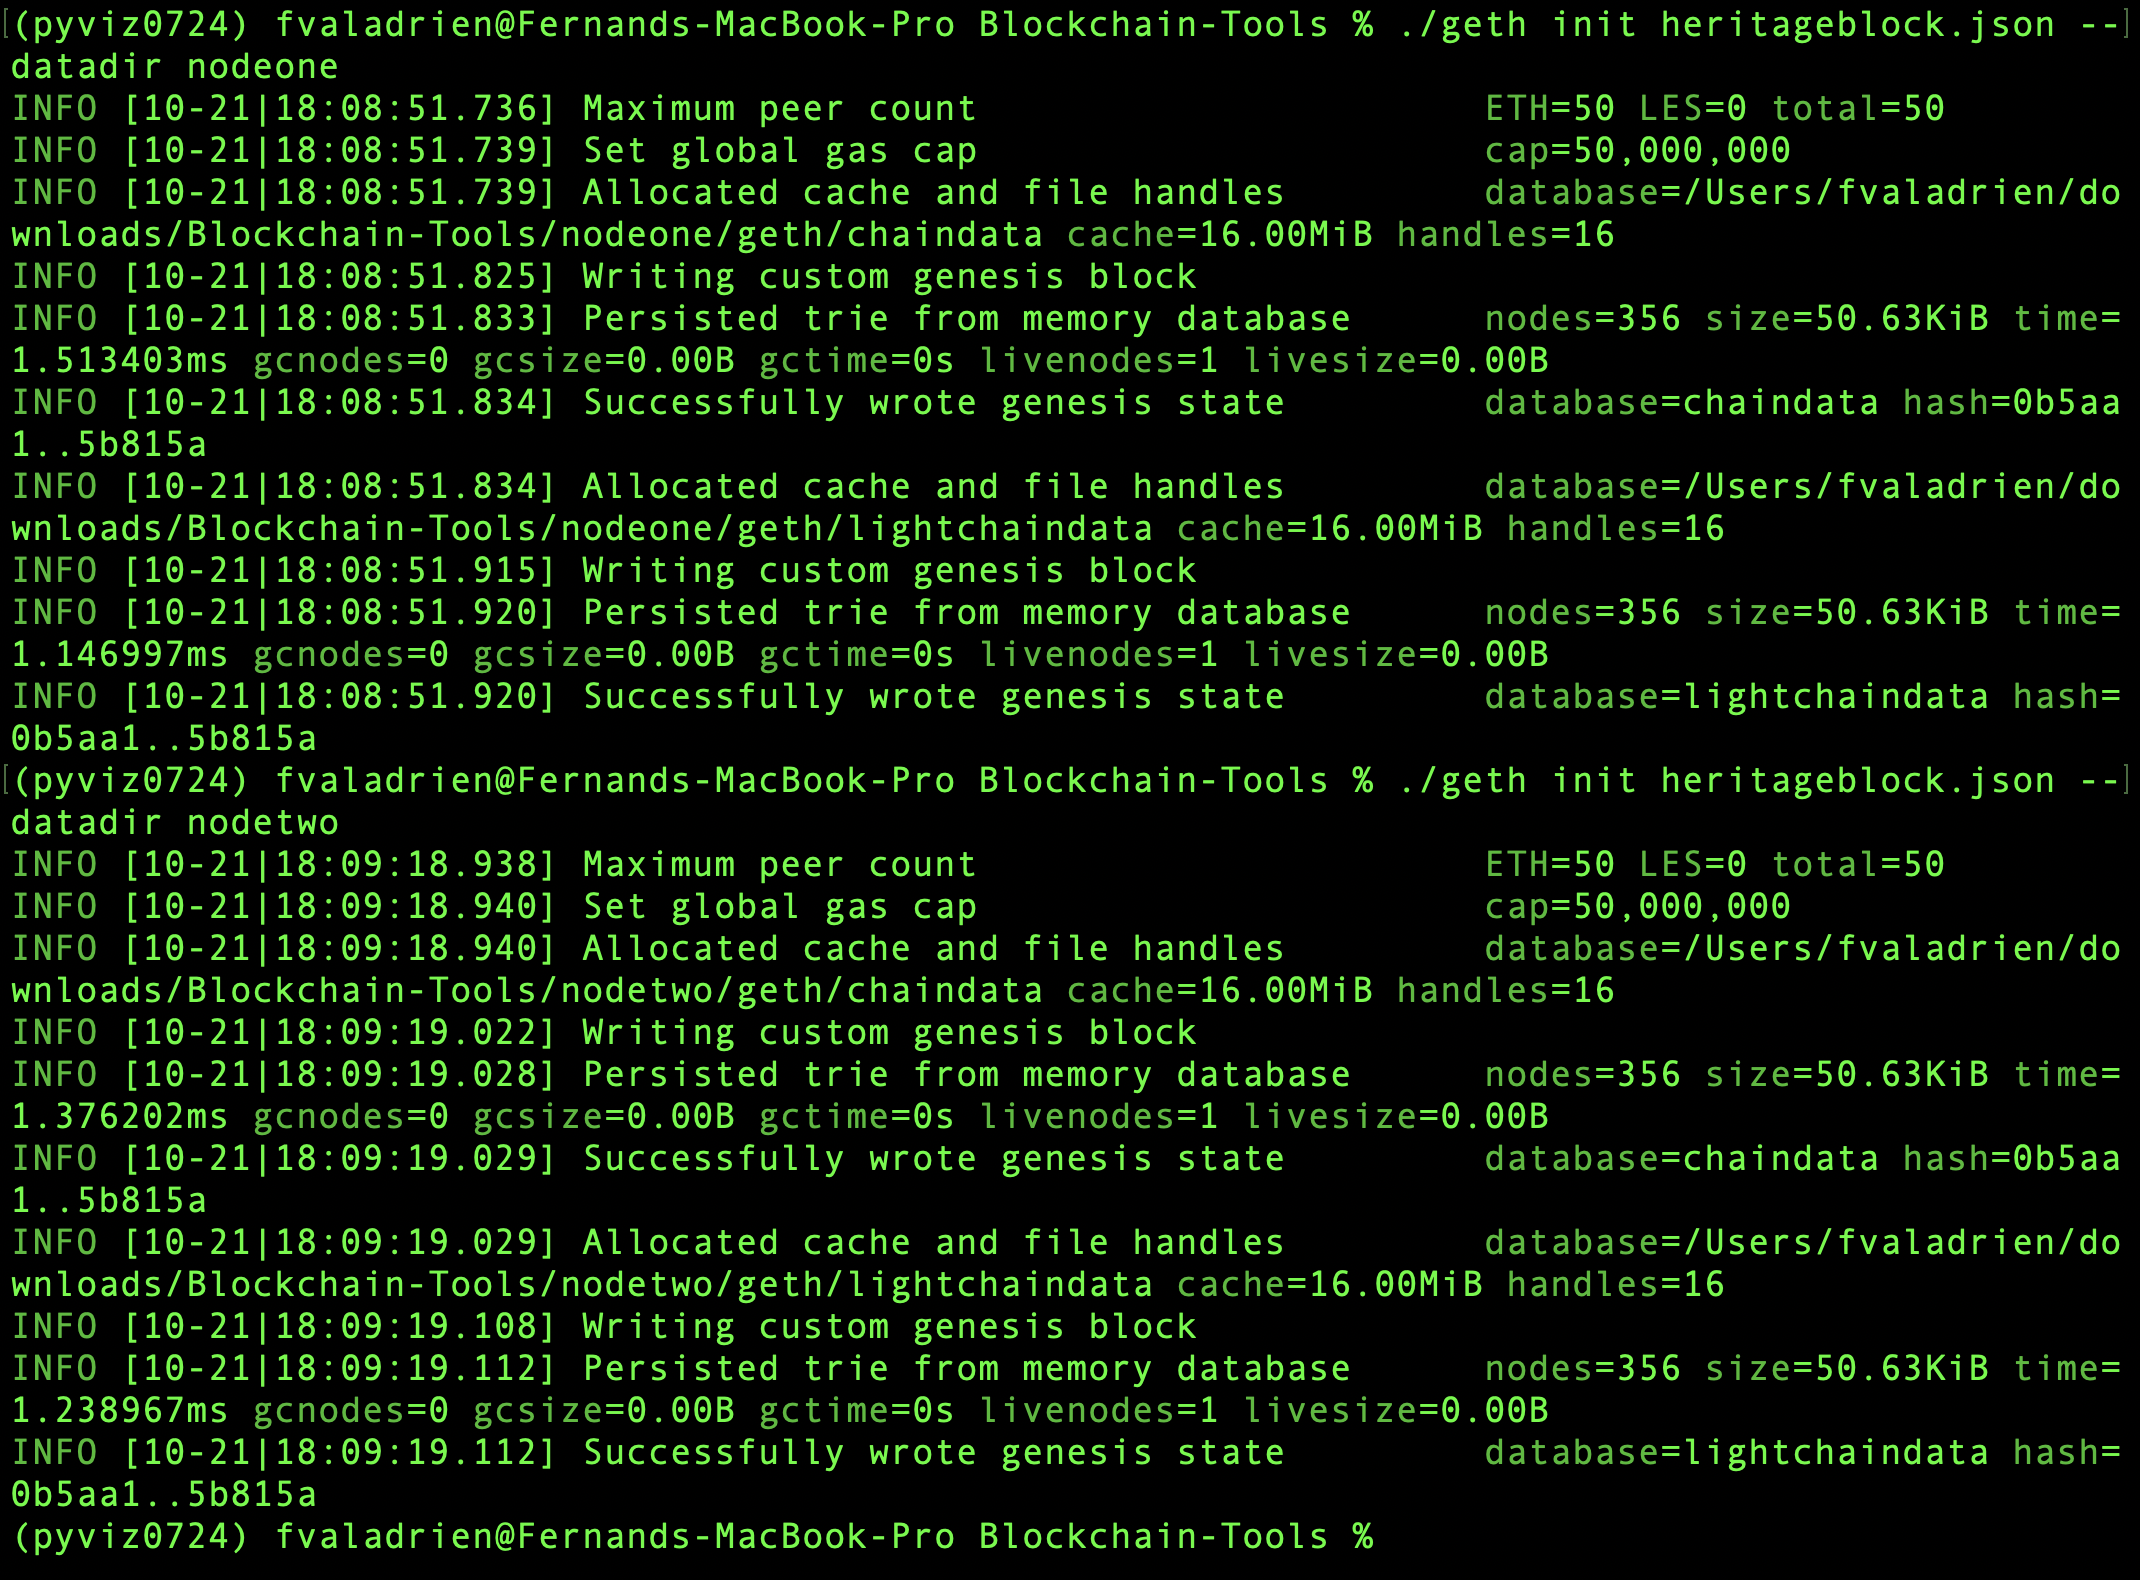 [(pyviz0724) fvaladrien@Fernands-MacBook-Pro Blockchain-Tools % ./geth init heritageblock.json --]
datadir nodeone
INFO [10-21|18:08:51.736] Maximum peer count                       ETH=50 LES=0 total=50
INFO [10-21|18:08:51.739] Set global gas cap                       cap=50,000,000
INFO [10-21|18:08:51.739] Allocated cache and file handles         database=/Users/fvaladrien/do
wnloads/Blockchain-Tools/nodeone/geth/chaindata cache=16.00MiB handles=16
INFO [10-21|18:08:51.825] Writing custom genesis block
INFO [10-21|18:08:51.833] Persisted trie from memory database      nodes=356 size=50.63KiB time=
1.513403ms gcnodes=0 gcsize=0.00B gctime=0s livenodes=1 livesize=0.00B
INFO [10-21|18:08:51.834] Successfully wrote genesis state         database=chaindata hash=0b5aa
1..5b815a
INFO [10-21|18:08:51.834] Allocated cache and file handles         database=/Users/fvaladrien/do
wnloads/Blockchain-Tools/nodeone/geth/lightchaindata cache=16.00MiB handles=16
INFO [10-21|18:08:51.915] Writing custom genesis block
INFO [10-21|18:08:51.920] Persisted trie from memory database      nodes=356 size=50.63KiB time=
1.146997ms gcnodes=0 gcsize=0.00B gctime=0s livenodes=1 livesize=0.00B
INFO [10-21|18:08:51.920] Successfully wrote genesis state         database=lightchaindata hash=
0b5aa1..5b815a
[(pyviz0724) fvaladrien@Fernands-MacBook-Pro Blockchain-Tools % ./geth init heritageblock.json --]
datadir nodetwo
INFO [10-21|18:09:18.938] Maximum peer count                       ETH=50 LES=0 total=50
INFO [10-21|18:09:18.940] Set global gas cap                       cap=50,000,000
INFO [10-21|18:09:18.940] Allocated cache and file handles         database=/Users/fvaladrien/do
wnloads/Blockchain-Tools/nodetwo/geth/chaindata cache=16.00MiB handles=16
INFO [10-21|18:09:19.022] Writing custom genesis block
INFO [10-21|18:09:19.028] Persisted trie from memory database      nodes=356 size=50.63KiB time=
1.376202ms gcnodes=0 gcsize=0.00B gctime=0s livenodes=1 livesize=0.00B
INFO [10-21|18:09:19.029] Successfully wrote genesis state         database=chaindata hash=0b5aa
1..5b815a
INFO [10-21|18:09:19.029] Allocated cache and file handles         database=/Users/fvaladrien/do
wnloads/Blockchain-Tools/nodetwo/geth/lightchaindata cache=16.00MiB handles=16
INFO [10-21|18:09:19.108] Writing custom genesis block
INFO [10-21|18:09:19.112] Persisted trie from memory database      nodes=356 size=50.63KiB time=
1.238967ms gcnodes=0 gcsize=0.00B gctime=0s livenodes=1 livesize=0.00B
INFO [10-21|18:09:19.112] Successfully wrote genesis state         database=lightchaindata hash=
0b5aa1..5b815a
(pyviz0724) fvaladrien@Fernands-MacBook-Pro Blockchain-Tools %